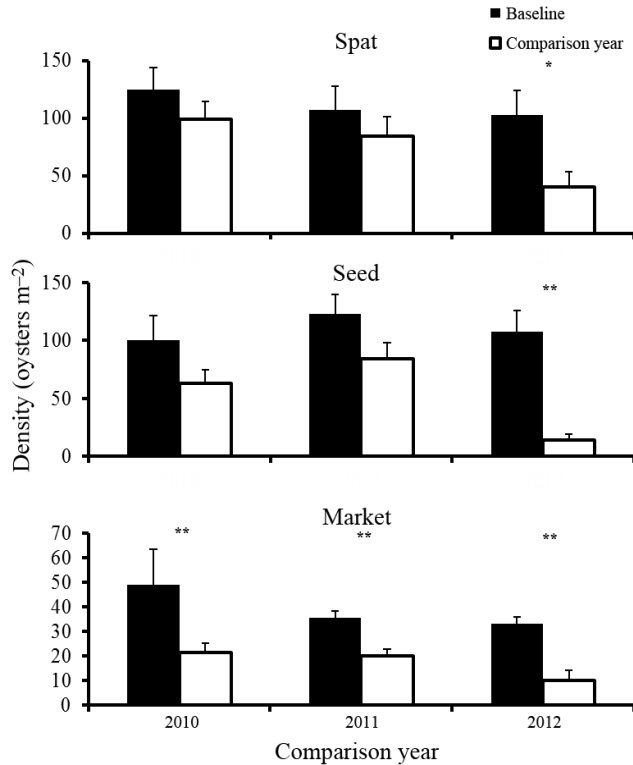 Baseline
Comparison year
Spat
*
150
100
50
0
Seed
**
150
100
50
0
Market
** ** **
70
60
50
40
30
20
10
0
2010 2011 2012
Comparison year
Density (oysters m⁻²)